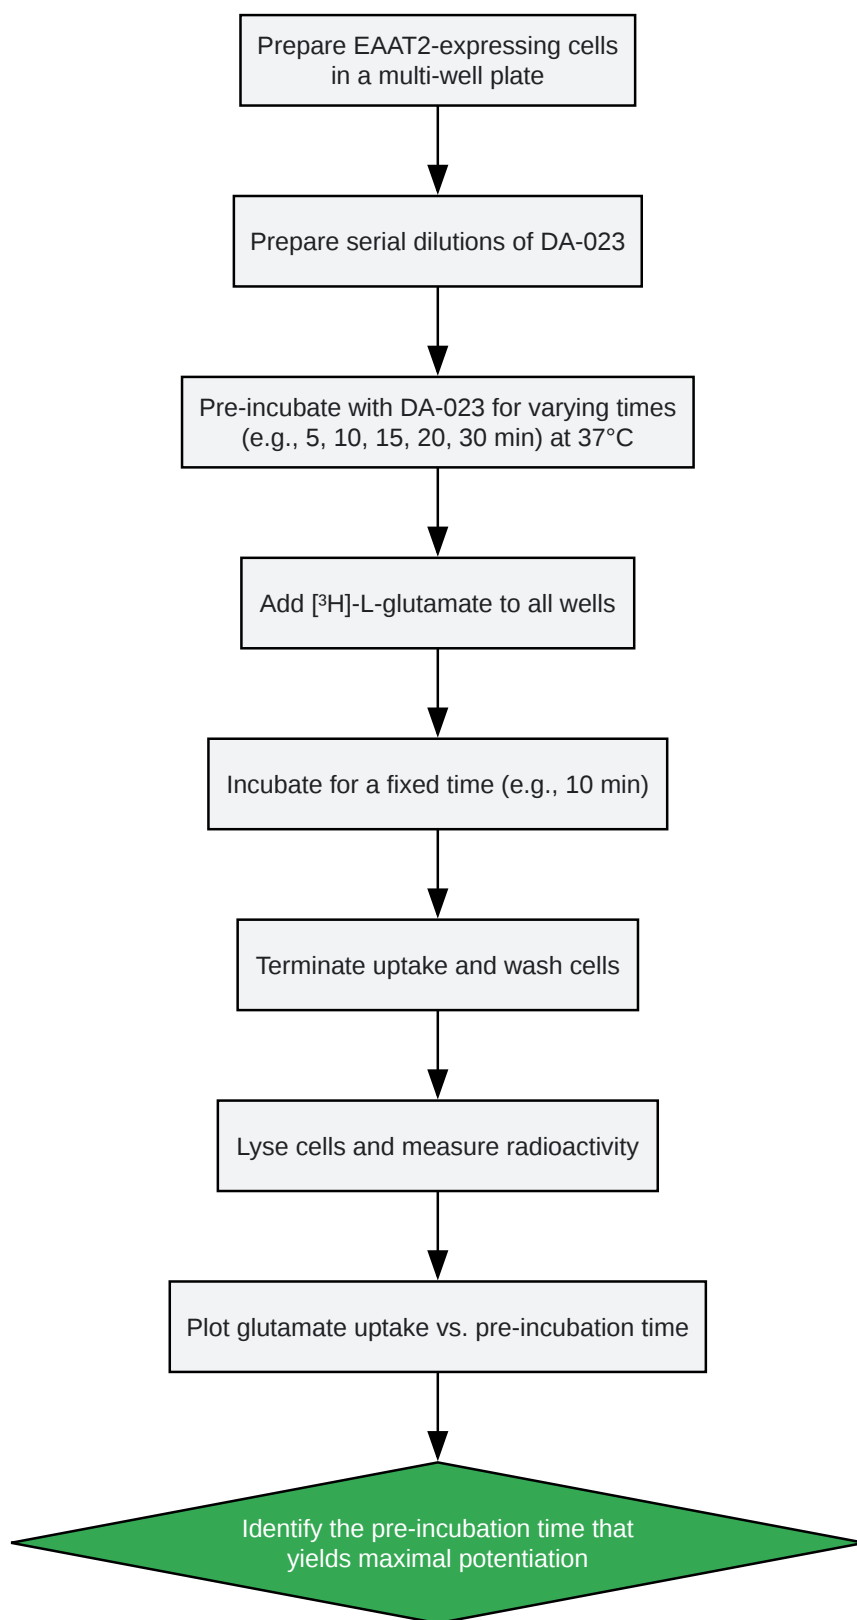 Prepare EAAT2-expressing cells
in a multi-well plate
Prepare serial dilutions of DA-023
Pre-incubate with DA-023 for varying times
(e.g., 5, 10, 15, 20, 30 min) at 37°C
Add [³H]-L-glutamate to all wells
Incubate for a fixed time (e.g., 10 min)
Terminate uptake and wash cells
Lyse cells and measure radioactivity
Plot glutamate uptake vs. pre-incubation time
Identify the pre-incubation time that
yields maximal potentiation